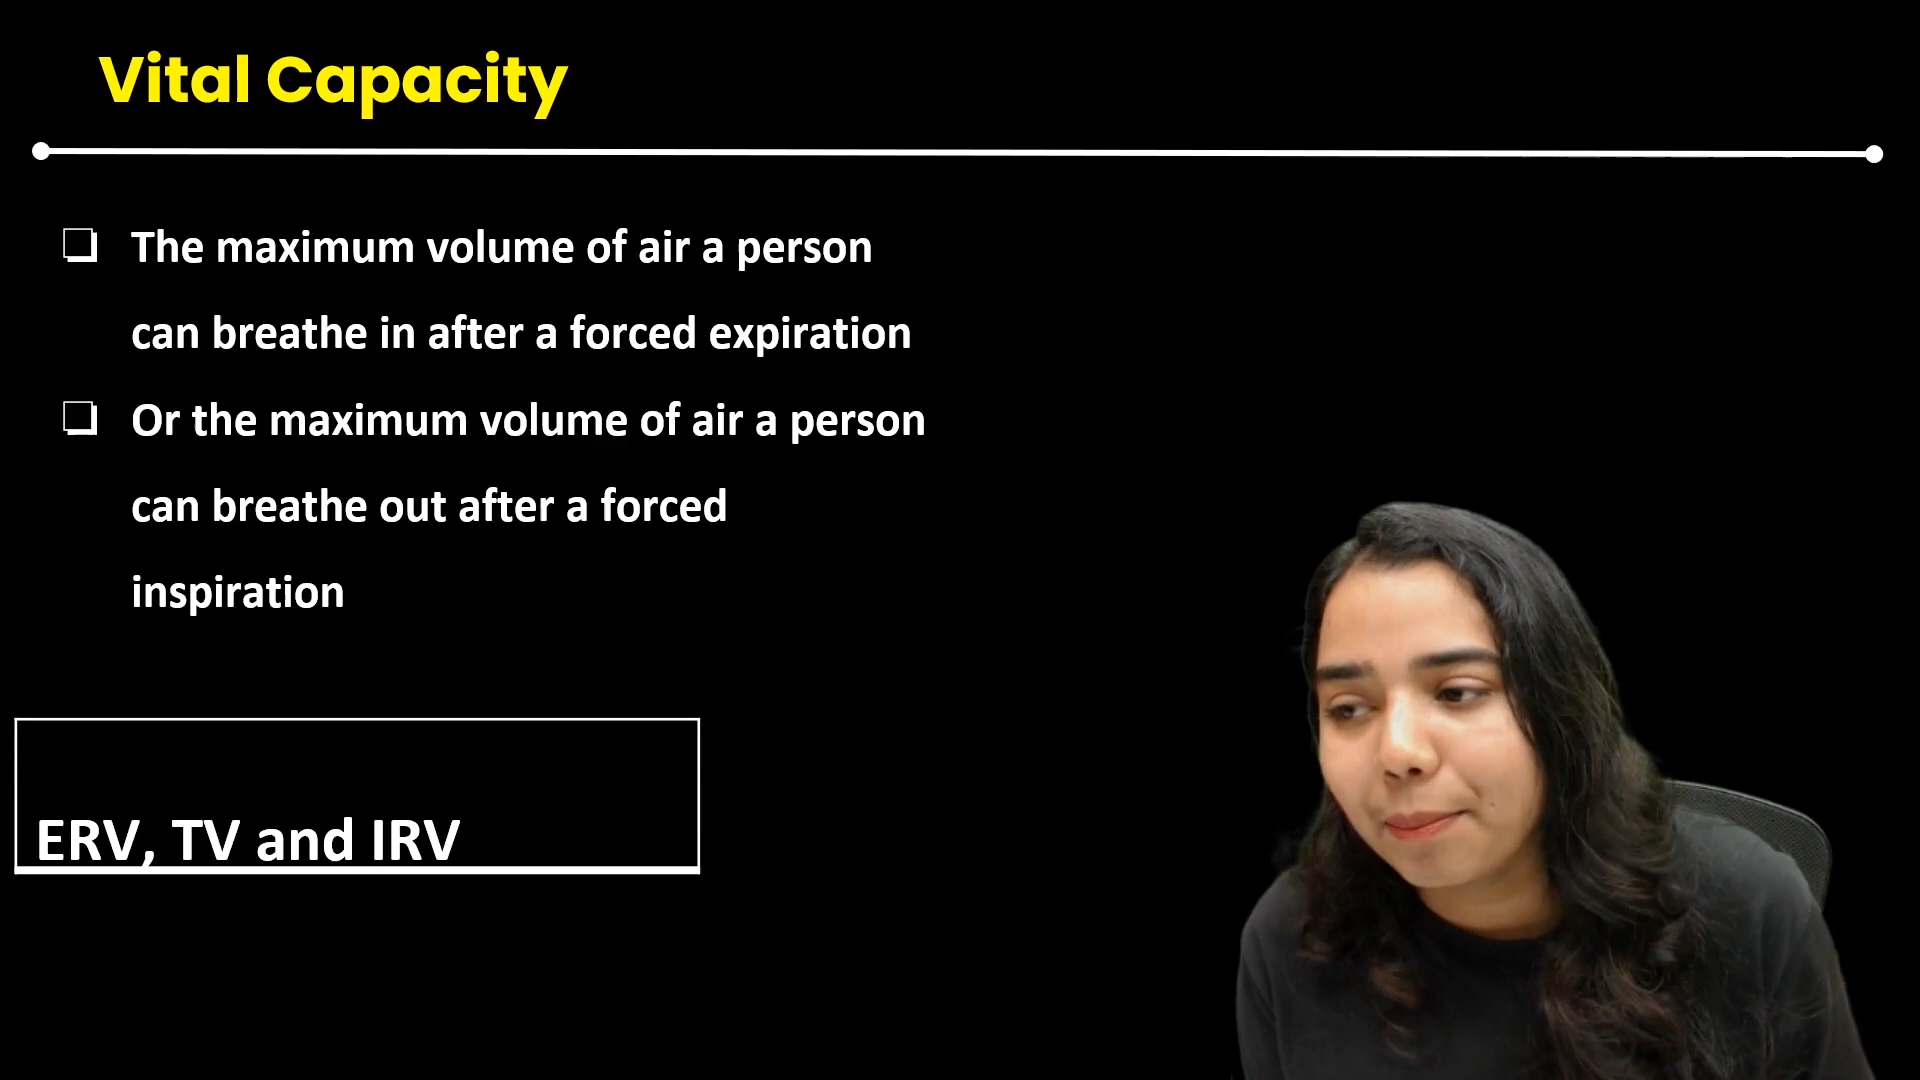 Vital Capacity
The maximum volume of air a person
can breathe in after a forced expiration
Or the maximum volume of air a person
can breathe out after a forced
inspiration
ERV, TV and IRV